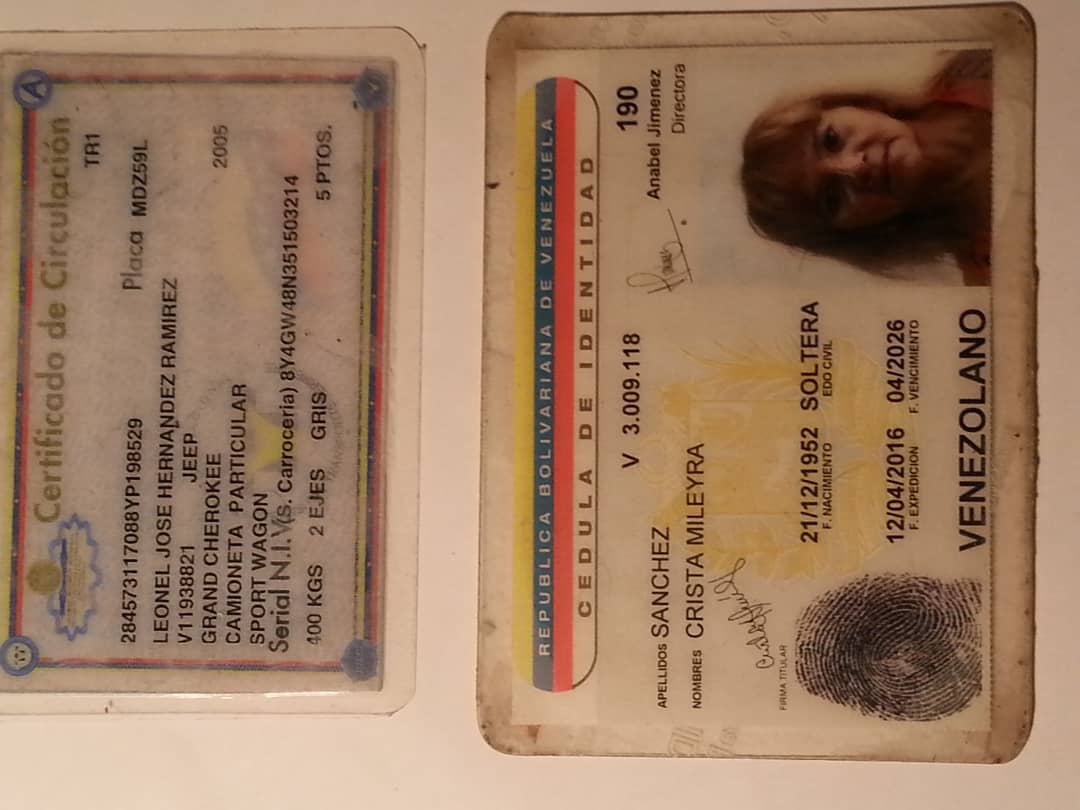 Certificado de Circulación
TR1
284573117088YP198529 Placa MDZ59L
LEONEL JOSE HERNANDEZ RAMIREZ
V11938821 JEEP
GRAND CHEROKEE 2005
CAMIONETA PARTICULAR
SPORT WAGON
Serial N.I.V(s. Carroceria) 8Y4GW48N351503214
400 KGS 2 EJES GRIS 5 PTOS.
REPUBLICA BOLIVARIANA DE VENEZUELA
CEDULA DE IDENTIDAD
V 3.009.118 190
APELLIDOS SANCHEZ Anabel Jimenez
Directora
NOMBRES CRISTA MILEYRA
FIRMA TITULAR
21/12/1952 SOLTERA
F. NACIMIENTO EDO CIVIL
12/04/2016 04/2026
F. EXPEDICION F. VENCIMIENTO
VENEZOLANO